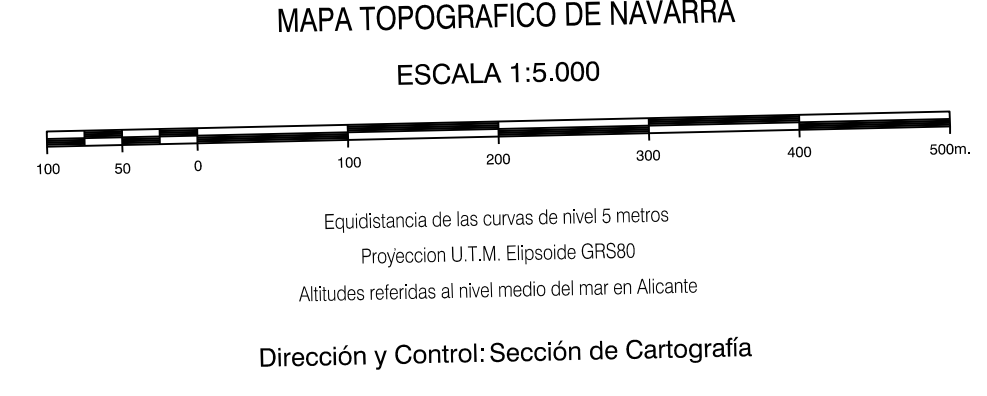 MAPA TOPOGRAFICO DE NAVARRA
ESCALA 1:5.000
100 50 0 100 200 300 400 500m.
Equidistancia de las curvas de nivel 5 metros
Proyeccion U.T.M. Elipsoide GRS80
Altitudes referidas al nivel medio del mar en Alicante
Dirección y Control: Sección de Cartografía